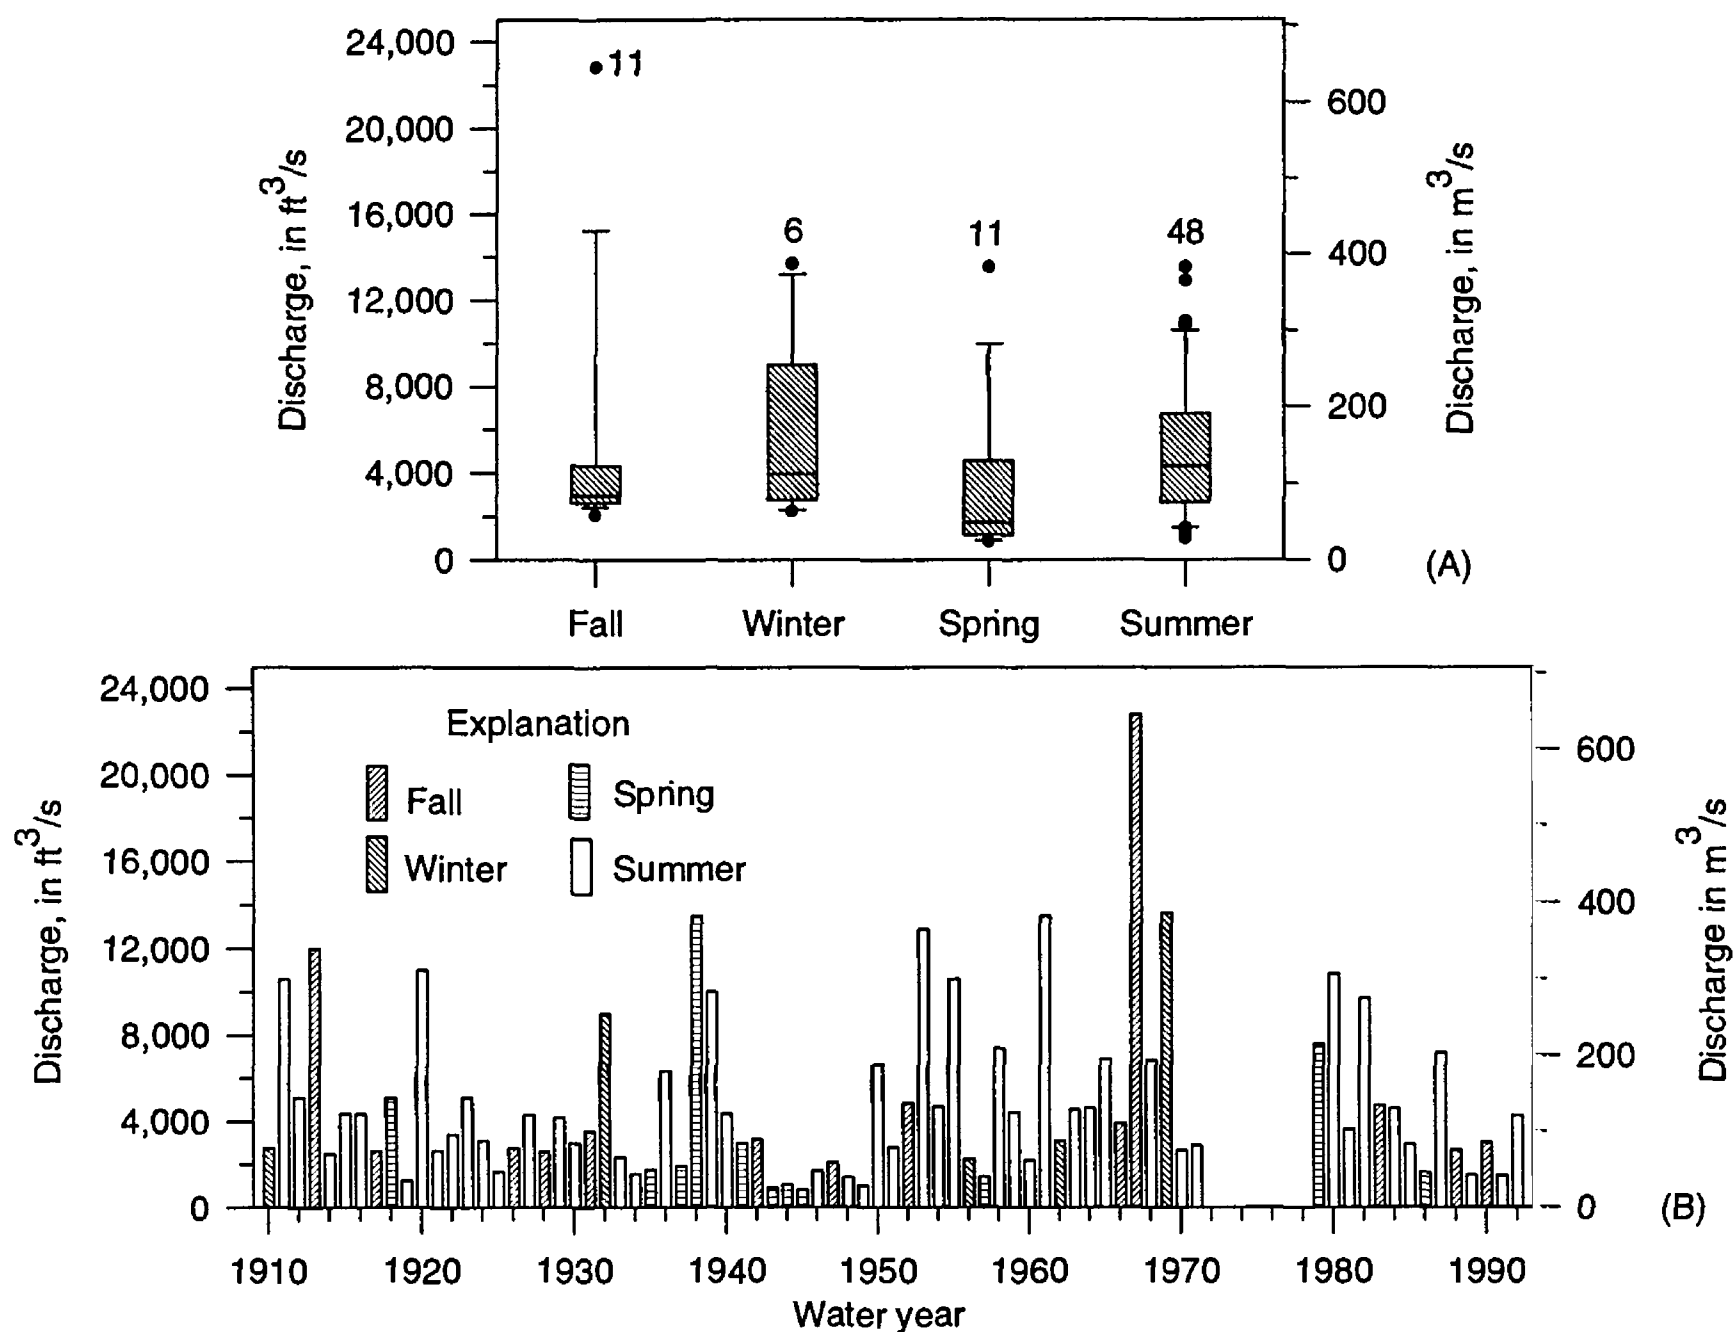 24,000
20,000
16,000
12,000
8,000
4,000
0
Discharge, in ft³/s
11
6
11
48
600
400
200
0
Discharge, in m³/s
(A)
Fall Winter Spring Summer
24,000
20,000
16,000
12,000
8,000
4,000
0
Discharge, in ft³/s
Explanation
Fall Spring
Winter Summer
600
400
200
0
Discharge in m³/s
(B)
1910 1920 1930 1940 1950 1960 1970 1980 1990
Water year